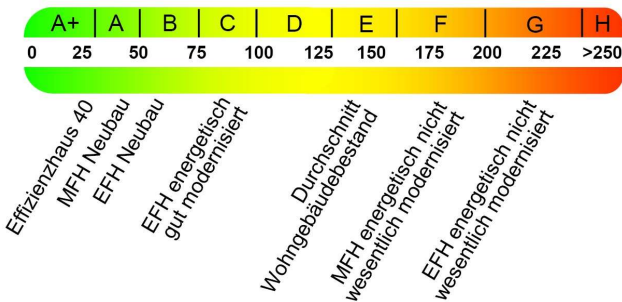 A+ A B C D E F G H
0 25 50 75 100 125 150 175 200 225 >250
Effizienzhaus 40
MFH Neubau
EFH Neubau
EFH energetisch
gut modernisiert
Durchschnitt
Wohngebäudebestand
MFH energetisch nicht
wesentlich modernisiert
EFH energetisch nicht
wesentlich modernisiert